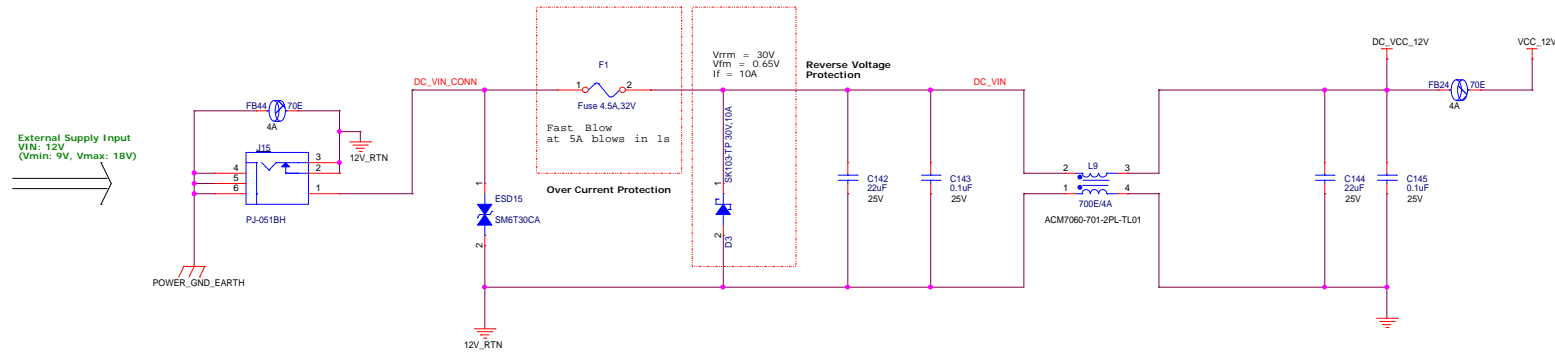 External Supply Input
VIN: 12V
(Vmin: 9V, Vmax: 18V)
FB44
70E
4A
J15
4
5
6
3
2
1
PJ-051BH
12V_RTN
POWER_GND_EARTH
DC_VIN_CONN
1
2
ESD15
SM6T30CA
12V_RTN
F1
1
2
Fuse 4.5A,32V
Fast Blow
at 5A blows in 1s
Over Current Protection
Vrrm = 30V
Vfm = 0.65V
If = 10A
Reverse Voltage
Protection
SK103-TP 30V,10A
1
2
D3
DC_VIN
C142
22uF
25V
C143
0.1uF
25V
L9
2
3
1
4
700E/4A
ACM7060-701-2PL-TL01
C144
22uF
25V
C145
0.1uF
25V
DC_VCC_12V
FB24
70E
4A
VCC_12V